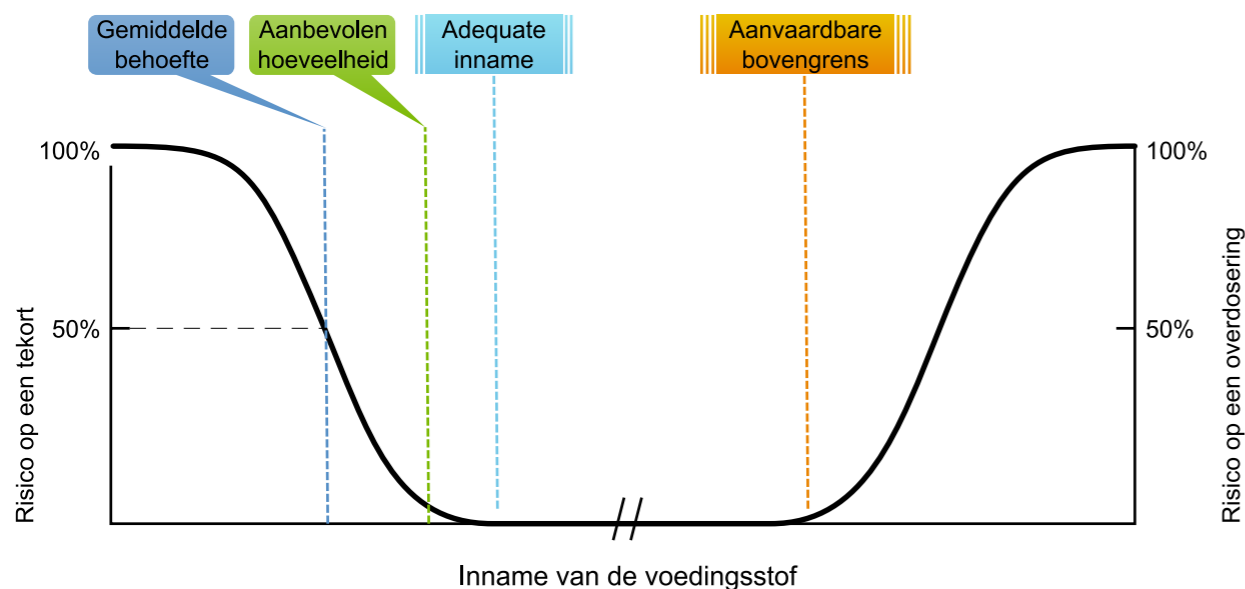 Gemiddelde
behoefte
Aanbevolen
hoeveelheid
Adequate
inname
Aanvaardbare
bovengrens
100%
100%
50%
50%
Risico op een tekort
Risico op een overdosering
Inname van de voedingsstof